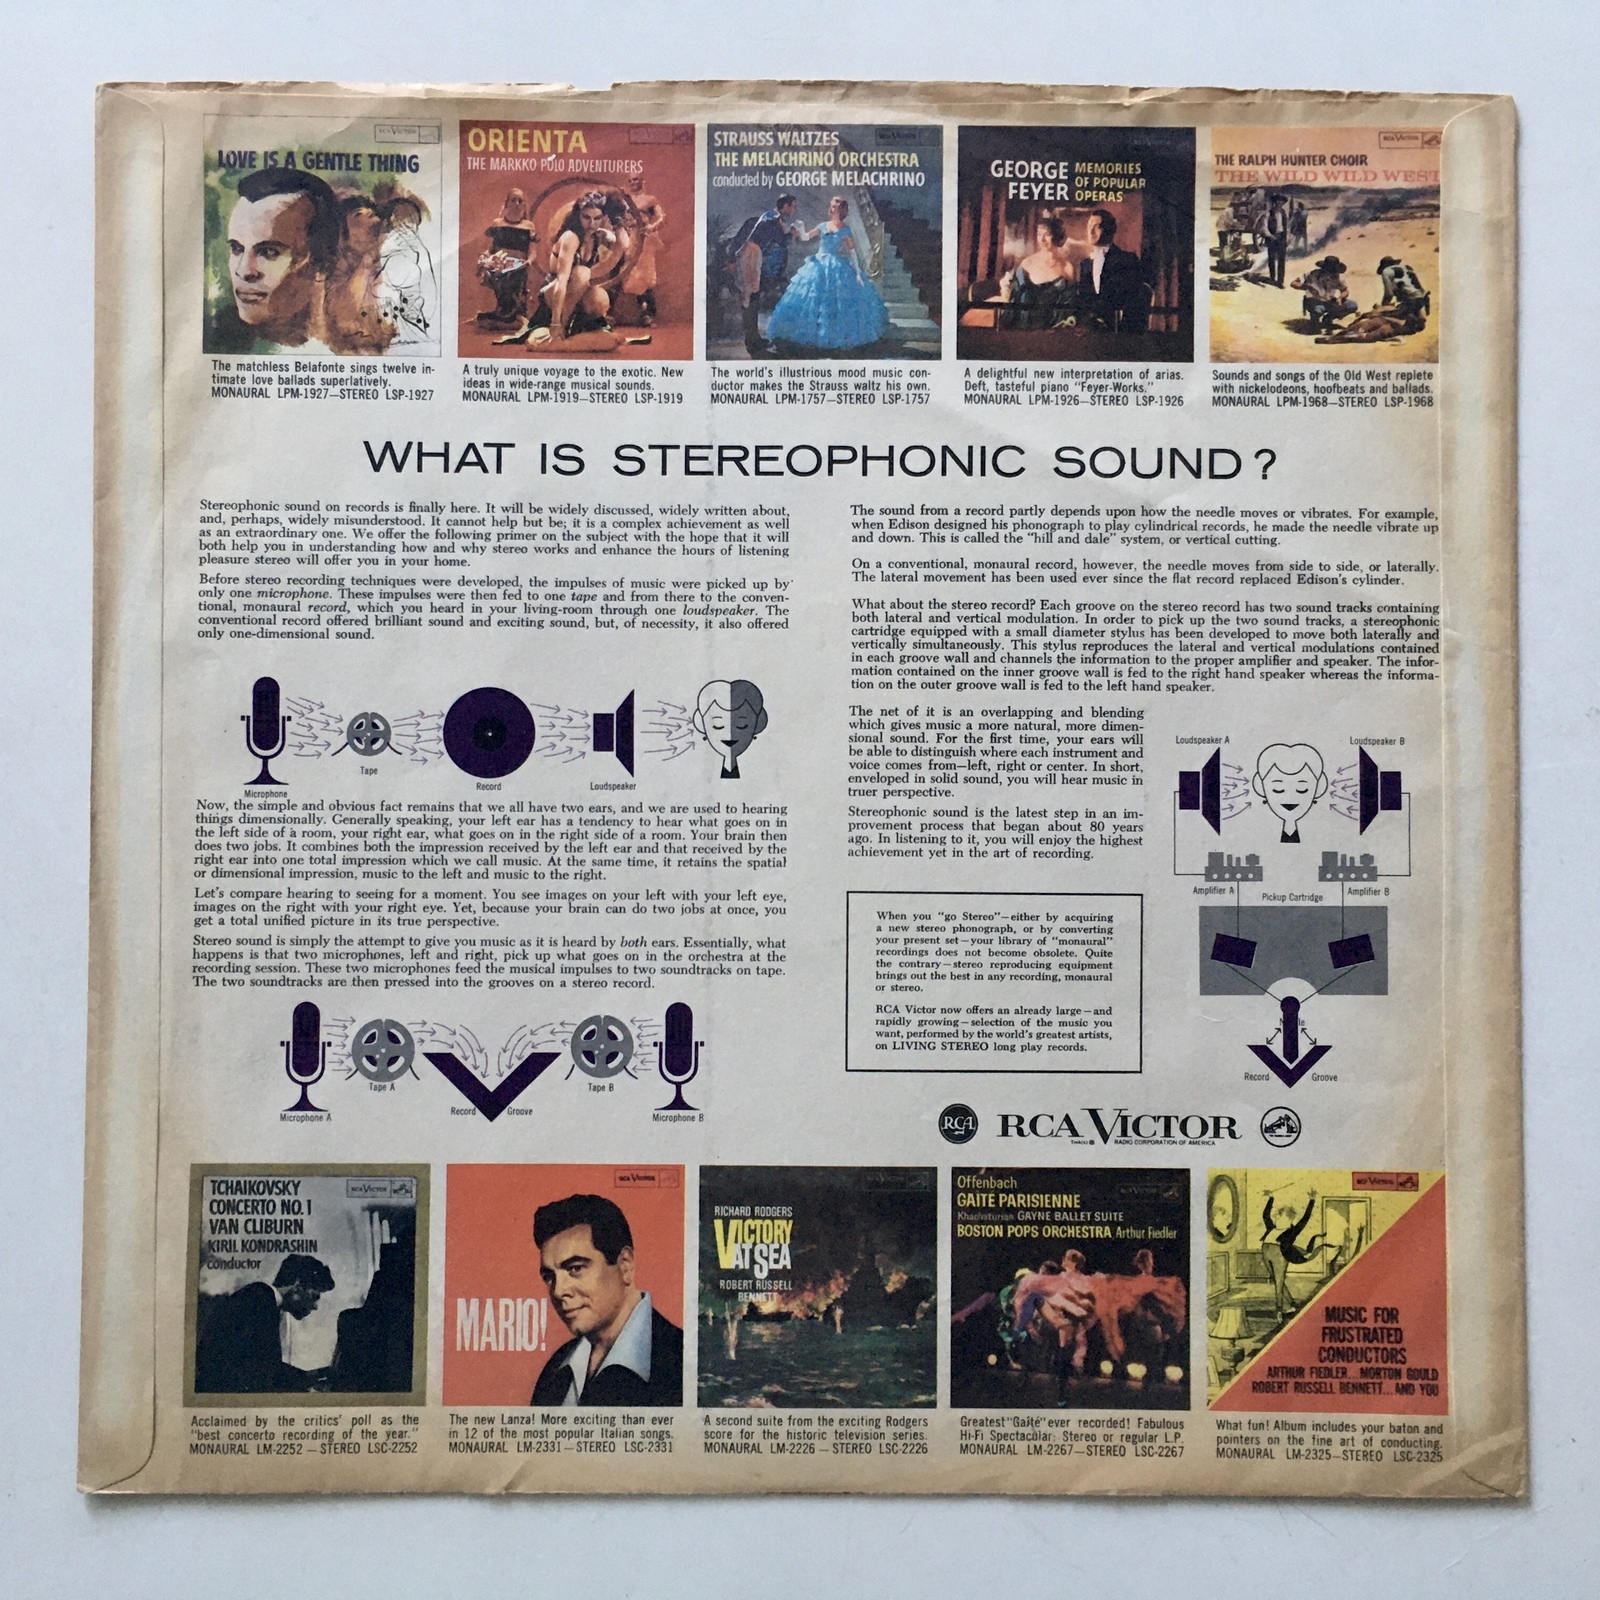 LOVE IS A GENTLE THING
RCA VICTOR
The matchless Belafonte sings twelve in-
timate love ballads superlatively.
MONAURAL LPM-1927—STEREO LSP-1927
ORIENTA
THE MARKKO POLO ADVENTURERS
A truly unique voyage to the exotic. New
ideas in wide-range musical sounds.
MONAURAL LPM-1919—STEREO LSP-1919
STRAUSS WALTZES
THE MELACHRINO ORCHESTRA
conducted by GEORGE MELACHRINO
The world's illustrious mood music con-
ductor makes the Strauss waltz his own.
MONAURAL LPM-1757—STEREO LSP-1757
GEORGE FEYER
MEMORIES
OF POPULAR
OPERAS
A delightful new interpretation of arias.
Deft, tasteful piano "Feyer-Works."
MONAURAL LPM-1926—STEREO LSP-1926
RCA VICTOR
THE RALPH HUNTER CHOIR
THE WILD WILD WEST
Sounds and songs of the Old West replete
with nickelodeons, hoofbeats and ballads.
MONAURAL LPM-1968—STEREO LSP-1968
WHAT IS STEREOPHONIC SOUND?
Stereophonic sound on records is finally here. It will be widely discussed, widely written about,
and, perhaps, widely misunderstood. It cannot help but be; it is a complex achievement as well
as an extraordinary one. We offer the following primer on the subject with the hope that it will
both help you in understanding how and why stereo works and enhance the hours of listening
pleasure stereo will offer you in your home.
Before stereo recording techniques were developed, the impulses of music were picked up by
only one microphone. These impulses were then fed to one tape and from there to the conven-
tional, monaural record, which you heard in your living-room through one loudspeaker. The
conventional record offered brilliant sound and exciting sound, but, of necessity, it also offered
only one-dimensional sound.
Microphone
Tape
Record
Loudspeaker
Now, the simple and obvious fact remains that we all have two ears, and we are used to hearing
things dimensionally. Generally speaking, your left ear has a tendency to hear what goes on in
the left side of a room, your right ear, what goes on in the right side of a room. Your brain then
does two jobs. It combines both the impression received by the left ear and that received by the
right ear into one total impression which we call music. At the same time, it retains the spatial
or dimensional impression, music to the left and music to the right.
Let's compare hearing to seeing for a moment. You see images on your left with your left eye,
images on the right with your right eye. Yet, because your brain can do two jobs at once, you
get a total unified picture in its true perspective.
Stereo sound is simply the attempt to give you music as it is heard by both ears. Essentially, what
happens is that two microphones, left and right, pick up what goes on in the orchestra at the
recording session. These two microphones feed the musical impulses to two soundtracks on tape.
The two soundtracks are then pressed into the grooves on a stereo record.
Microphone A
Tape A
Record Groove
Tape B
Microphone B
The sound from a record partly depends upon how the needle moves or vibrates. For example,
when Edison designed his phonograph to play cylindrical records, he made the needle vibrate up
and down. This is called the "hill and dale" system, or vertical cutting.
On a conventional, monaural record, however, the needle moves from side to side, or laterally.
The lateral movement has been used ever since the flat record replaced Edison's cylinder.
What about the stereo record? Each groove on the stereo record has two sound tracks containing
both lateral and vertical modulation. In order to pick up the two sound tracks, a stereophonic
cartridge equipped with a small diameter stylus has been developed to move both laterally and
vertically simultaneously. This stylus reproduces the lateral and vertical modulations contained
in each groove wall and channels the information to the proper amplifier and speaker. The infor-
mation contained on the inner groove wall is fed to the right hand speaker whereas the informa-
tion on the outer groove wall is fed to the left hand speaker.
The net of it is an overlapping and blending
which gives music a more natural, more dimen-
sional sound. For the first time, your ears will
be able to distinguish where each instrument and
voice comes from—left, right or center. In short,
enveloped in solid sound, you will hear music in
truer perspective.
Stereophonic sound is the latest step in an im-
provement process that began about 80 years
ago. In listening to it, you will enjoy the highest
achievement yet in the art of recording.
Loudspeaker A
Loudspeaker B
Amplifier A
Amplifier B
Pickup Cartridge
Record Groove
When you "go Stereo"—either by acquiring
a new stereo phonograph, or by converting
your present set—your library of "monaural"
recordings does not become obsolete. Quite
the contrary—stereo reproducing equipment
brings out the best in any recording, monaural
or stereo.
RCA Victor now offers an already large—and
rapidly growing—selection of the music you
want, performed by the world's greatest artists,
on LIVING STEREO long play records.
RCA
RCA VICTOR
RADIO CORPORATION OF AMERICA
TCHAIKOVSKY
CONCERTO NO.1
VAN CLIBURN
KIRIL KONDRASHIN
conductor
RCA VICTOR
Acclaimed by the critics' poll as the
"best concerto recording of the year."
MONAURAL LM-2252 — STEREO LSC-2252
RCA VICTOR
MARIO!
The new Lanza! More exciting than ever
in 12 of the most popular Italian songs.
MONAURAL LM-2331—STEREO LSC-2331
RICHARD RODGERS
VICTORY
AT SEA
ROBERT RUSSELL
BENNETT
A second suite from the exciting Rodgers
score for the historic television series.
MONAURAL LM-2226 — STEREO LSC-2226
Offenbach
GAÎTÉ PARISIENNE
Khachaturian GAYNE BALLET SUITE
BOSTON POPS ORCHESTRA Arthur Fiedler
Greatest "Gaîté" ever recorded! Fabulous
Hi-Fi Spectacular: Stereo or regular L.P.
MONAURAL LM-2267—STEREO LSC-2267
RCA VICTOR
MUSIC FOR
FRUSTRATED
CONDUCTORS
ARTHUR FIEDLER...MORTON GOULD
ROBERT RUSSELL BENNETT...AND YOU
What fun! Album includes your baton and
pointers on the fine art of conducting.
MONAURAL LM-2325—STEREO LSC-2325